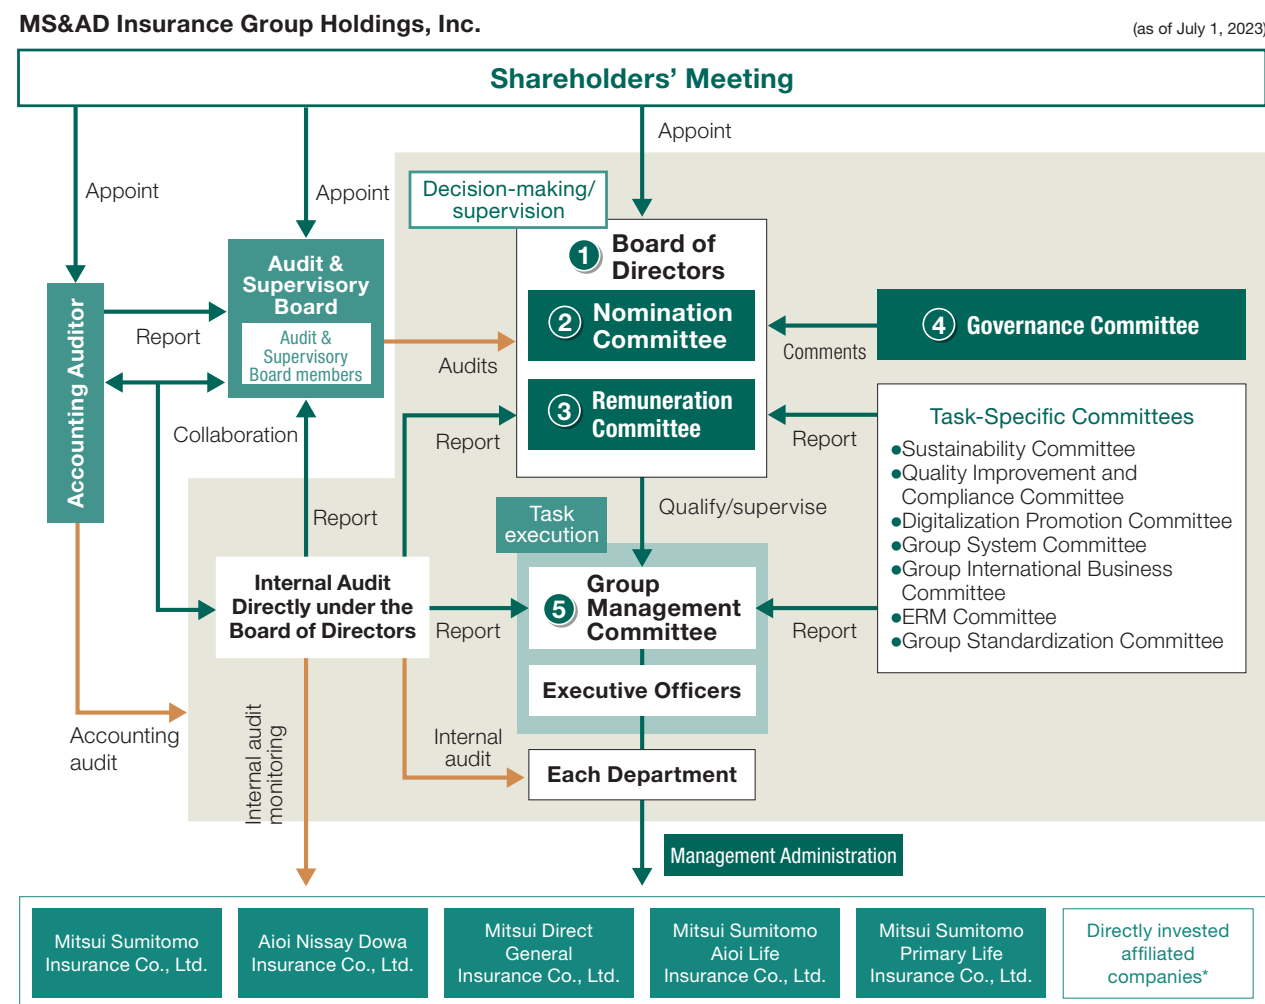 MS&AD Insurance Group Holdings, Inc.
(as of July 1, 2023)
Shareholders' Meeting
Appoint
Appoint
Appoint
Decision-making/
supervision
1 Board of
Directors
2 Nomination
Committee
3 Remuneration
Committee
Audit &
Supervisory
Board
Audit &
Supervisory
Board members
Accounting Auditor
Report
Audits
Collaboration
Report
Report
Comments
4 Governance Committee
Report
Task-Specific Committees
●Sustainability Committee
●Quality Improvement and
Compliance Committee
●Digitalization Promotion Committee
●Group System Committee
●Group International Business
Committee
●ERM Committee
●Group Standardization Committee
Qualify/supervise
Task
execution
Internal Audit
Directly under the
Board of Directors
Report
5 Group
Management
Committee
Report
Executive Officers
Accounting
audit
Internal audit
monitoring
Internal
audit
Each Department
Management Administration
Mitsui Sumitomo
Insurance Co., Ltd.
Aioi Nissay Dowa
Insurance Co., Ltd.
Mitsui Direct
General
Insurance Co., Ltd.
Mitsui Sumitomo
Aioi Life
Insurance Co., Ltd.
Mitsui Sumitomo
Primary Life
Insurance Co., Ltd.
Directly invested
affiliated
companies*